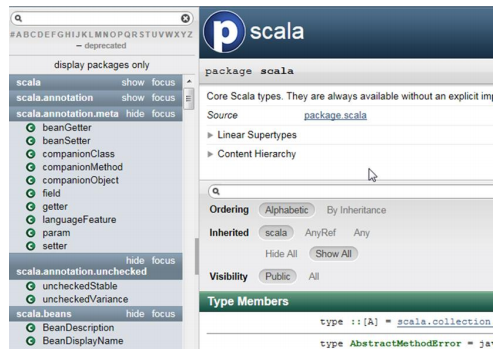 #ABCDEFGHIJKLMNOPQRSTUVWXYZ
– deprecated
display packages only
scala show focus
scala.annotation show focus
scala.annotation.meta hide focus
beanGetter
beanSetter
companionClass
companionMethod
companionObject
field
getter
languageFeature
param
setter
hide focus
scala.annotation.unchecked
uncheckedStable
uncheckedVariance
scala.beans hide focus
BeanDescription
BeanDisplayName
p scala
package scala
Core Scala types. They are always available without an explicit
Source package.scala
Linear Supertypes
Content Hierarchy
Ordering Alphabetic By Inheritance
Inherited scala AnyRef Any
Hide All Show All
Visibility Public All
Type Members
type ::[A] = scala.collection
type AbstractMethodError =